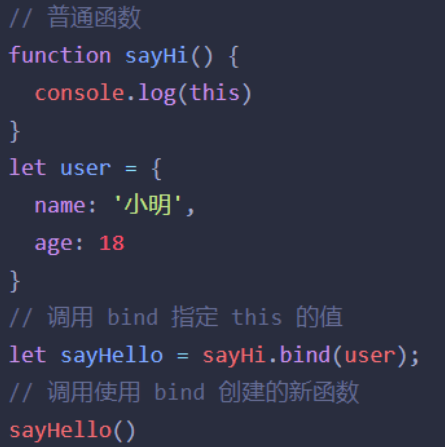 // 普通函数
function sayHi() {
  console.log(this)
}
let user = {
  name: '小明',
  age: 18
}
// 调用 bind 指定 this 的值
let sayHello = sayHi.bind(user);
// 调用使用 bind 创建的新函数
sayHello()